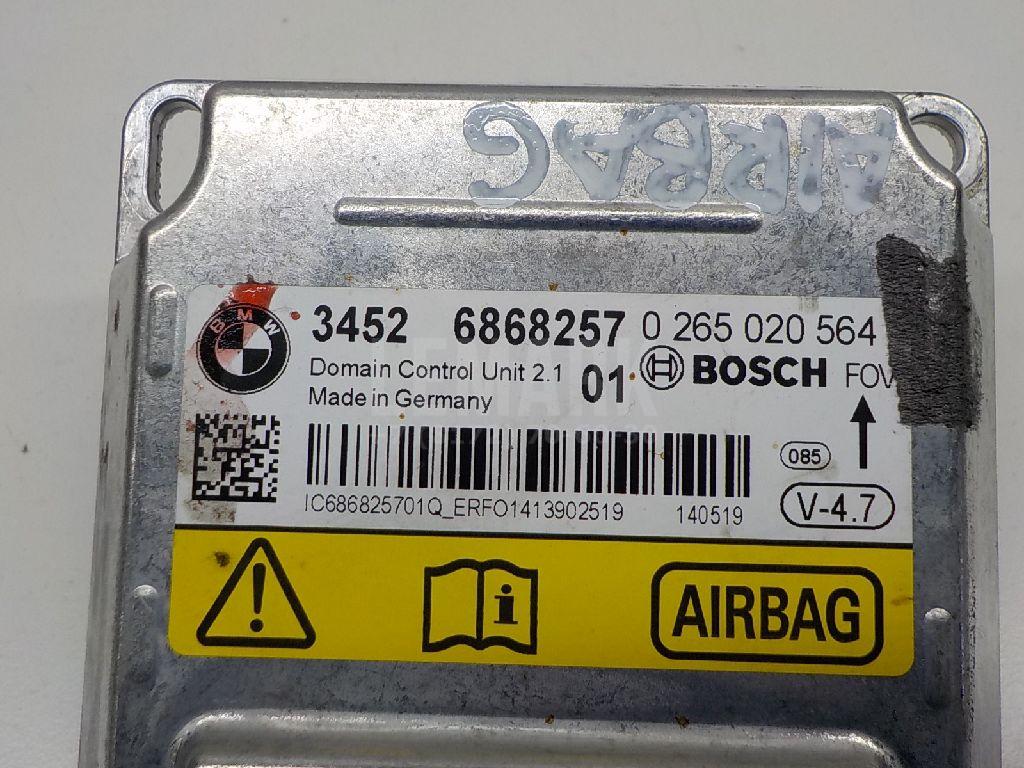 AIRBAG
BMW
3452 6868257 0 265 020 564
Domain Control Unit 2.1 01 BOSCH FOV
Made in Germany
085
IC686825701Q_ERFO1413902519 140519
V-4.7
AIRBAG